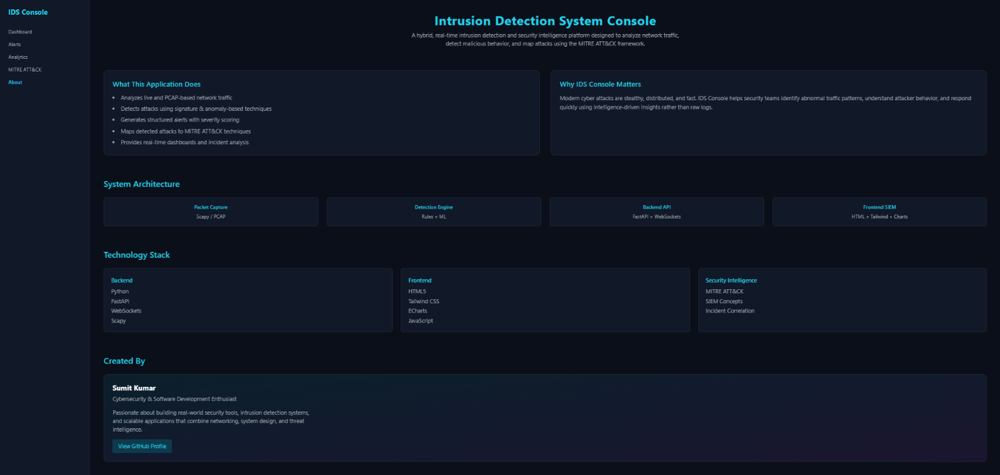 IDS Console
Dashboard
Alerts
Analytics
MITRE ATT&CK
About
Intrusion Detection System Console
A hybrid, real-time intrusion detection and security intelligence platform designed to analyze network traffic,
detect malicious behavior, and map attacks using the MITRE ATT&CK framework.
What This Application Does
• Analyzes live and PCAP-based network traffic
• Detects attacks using signature & anomaly-based techniques
• Generates structured alerts with severity scoring
• Maps detected attacks to MITRE ATT&CK techniques
• Provides real-time dashboards and incident analysis
Why IDS Console Matters
Modern cyber attacks are stealthy, distributed, and fast. IDS Console helps security teams identify abnormal traffic patterns, understand attacker behavior, and respond
quickly using intelligence-driven insights rather than raw logs.
System Architecture
Packet Capture
Scapy / PCAP
Detection Engine
Rules + ML
Backend API
FastAPI + WebSockets
Frontend SIEM
HTML + Tailwind + Charts
Technology Stack
Backend
Python
FastAPI
WebSockets
Scapy
Frontend
HTML5
Tailwind CSS
ECharts
JavaScript
Security Intelligence
MITRE ATT&CK
SIEM Concepts
Incident Correlation
Created By
Sumit Kumar
Cybersecurity & Software Development Enthusiast
Passionate about building real-world security tools, intrusion detection systems,
and scalable applications that combine networking, system design, and threat
intelligence.
View GitHub Profile